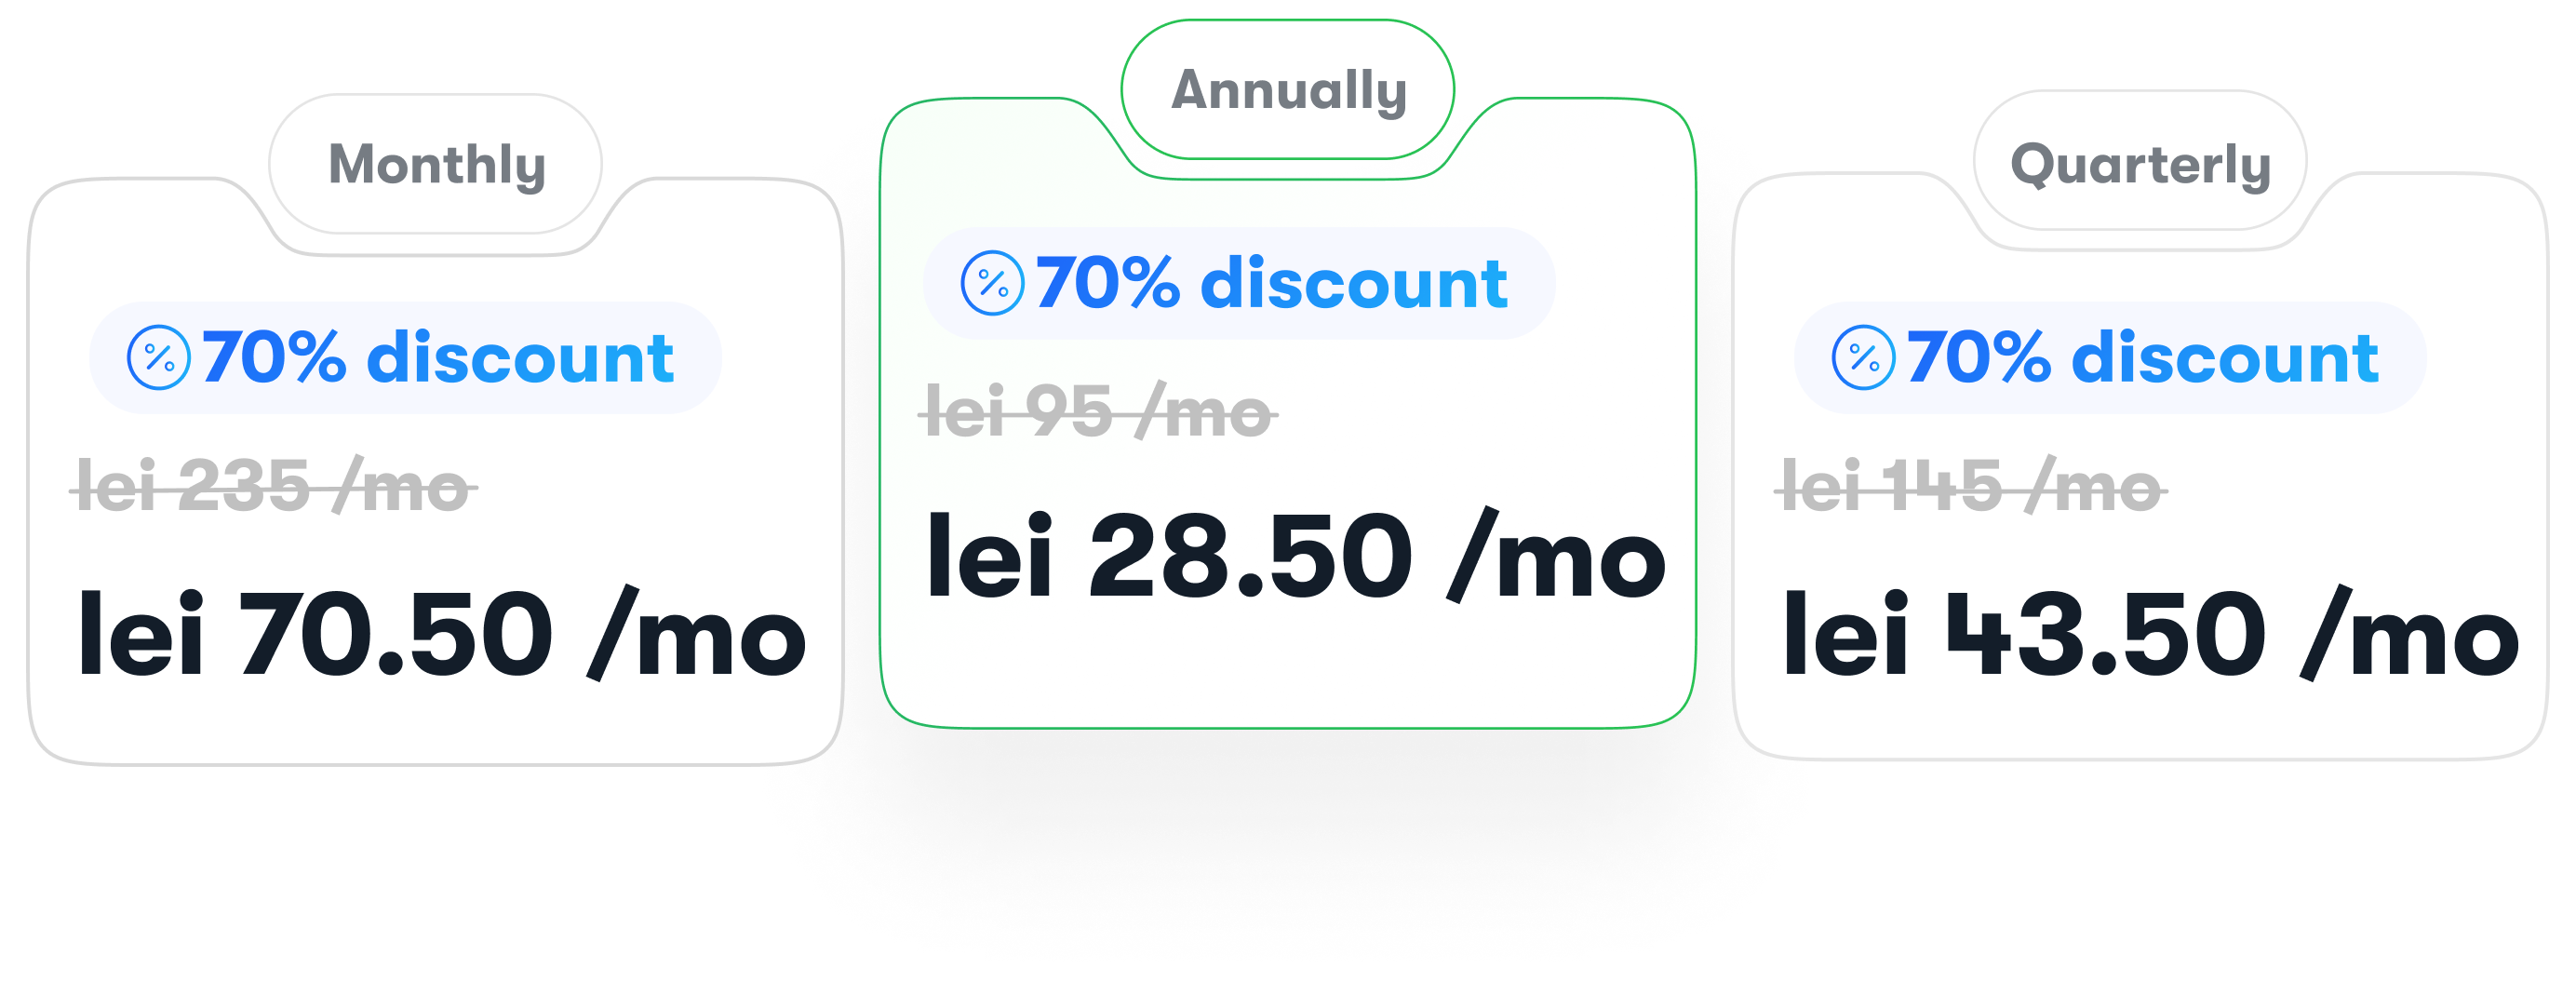 Monthly
70% discount
lei 235 /mo
lei 70.50 /mo
Annually
70% discount
lei 95 /mo
lei 28.50 /mo
Quarterly
70% discount
lei 145 /mo
lei 43.50 /mo